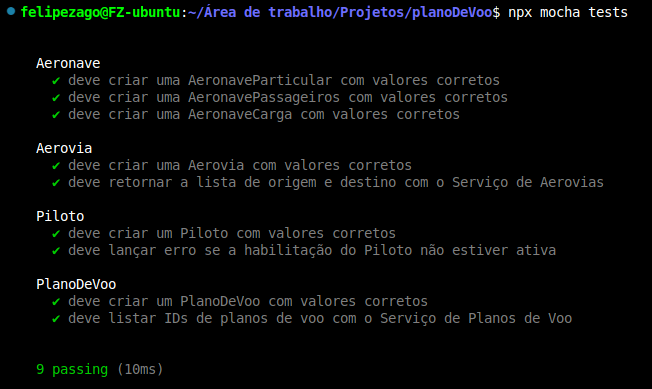 felipezago@FZ-ubuntu:~/Área de trabalho/Projetos/planoDeVoo$ npx mocha tests
Aeronave
✔ deve criar uma AeronaveParticular com valores corretos
✔ deve criar uma AeronavePassageiros com valores corretos
✔ deve criar uma AeronaveCarga com valores corretos
Aerovia
✔ deve criar uma Aerovia com valores corretos
✔ deve retornar a lista de origem e destino com o Serviço de Aerovias
Piloto
✔ deve criar um Piloto com valores corretos
✔ deve lançar erro se a habilitação do Piloto não estiver ativa
PlanoDeVoo
✔ deve criar um PlanoDeVoo com valores corretos
✔ deve listar IDs de planos de voo com o Serviço de Planos de Voo
9 passing (10ms)